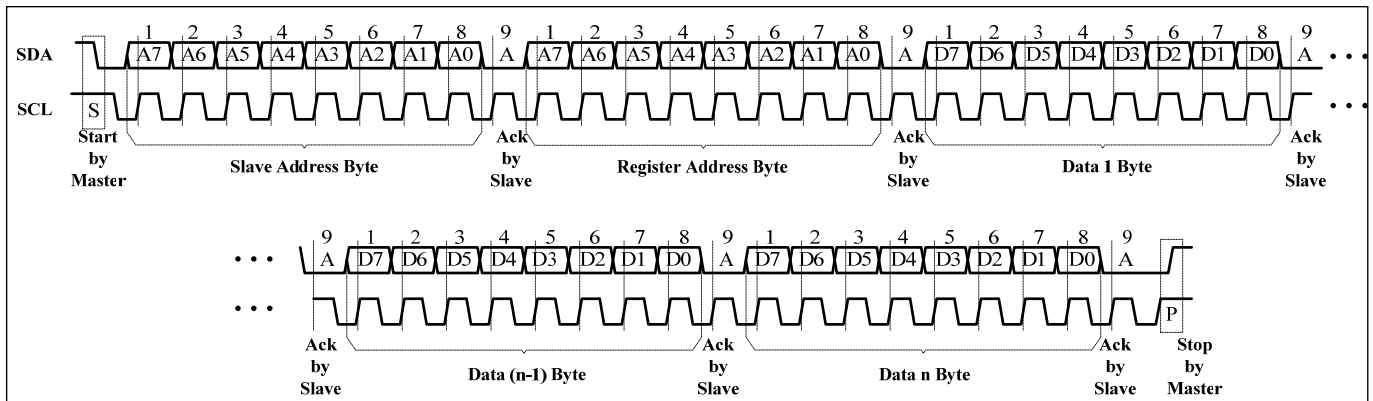 1 2 3 4 5 6 7 8 9 1 2 3 4 5 6 7 8 9 1 2 3 4 5 6 7 8 9
SDA A7 A6 A5 A4 A3 A2 A1 A0 A A7 A6 A5 A4 A3 A2 A1 A0 A D7 D6 D5 D4 D3 D2 D1 D0 A
SCL S
Start by Master
Slave Address Byte
Ack by Slave
Register Address Byte
Ack by Slave
Data 1 Byte
Ack by Slave
9 1 2 3 4 5 6 7 8 9 1 2 3 4 5 6 7 8 9
A D7 D6 D5 D4 D3 D2 D1 D0 A D7 D6 D5 D4 D3 D2 D1 D0 A
P
Ack by Slave
Data (n-1) Byte
Ack by Slave
Data n Byte
Ack by Slave
Stop by Master